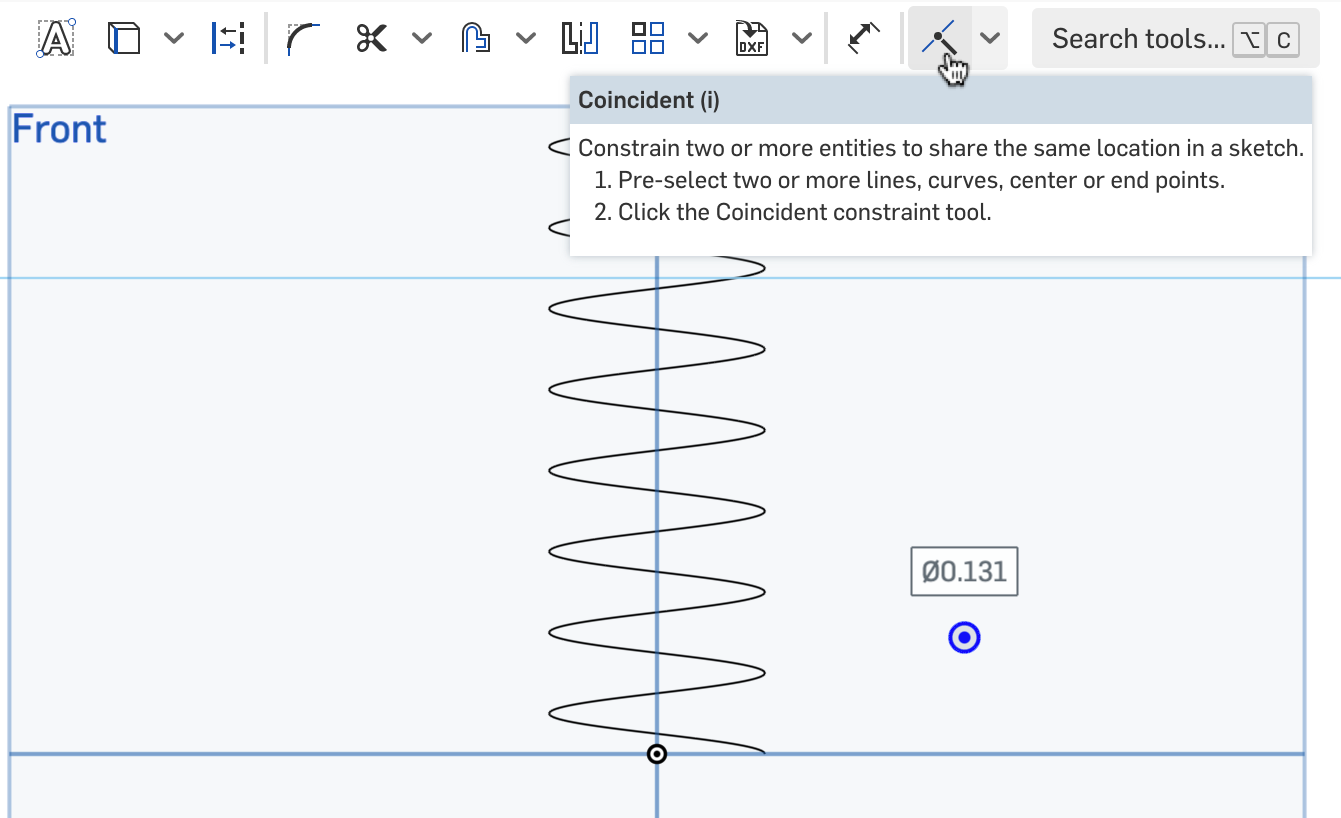 A
DXF
Search tools... ⌥ C
Coincident (i)
Front
Constrain two or more entities to share the same location in a sketch.
1. Pre-select two or more lines, curves, center or end points.
2. Click the Coincident constraint tool.
Ø0.131